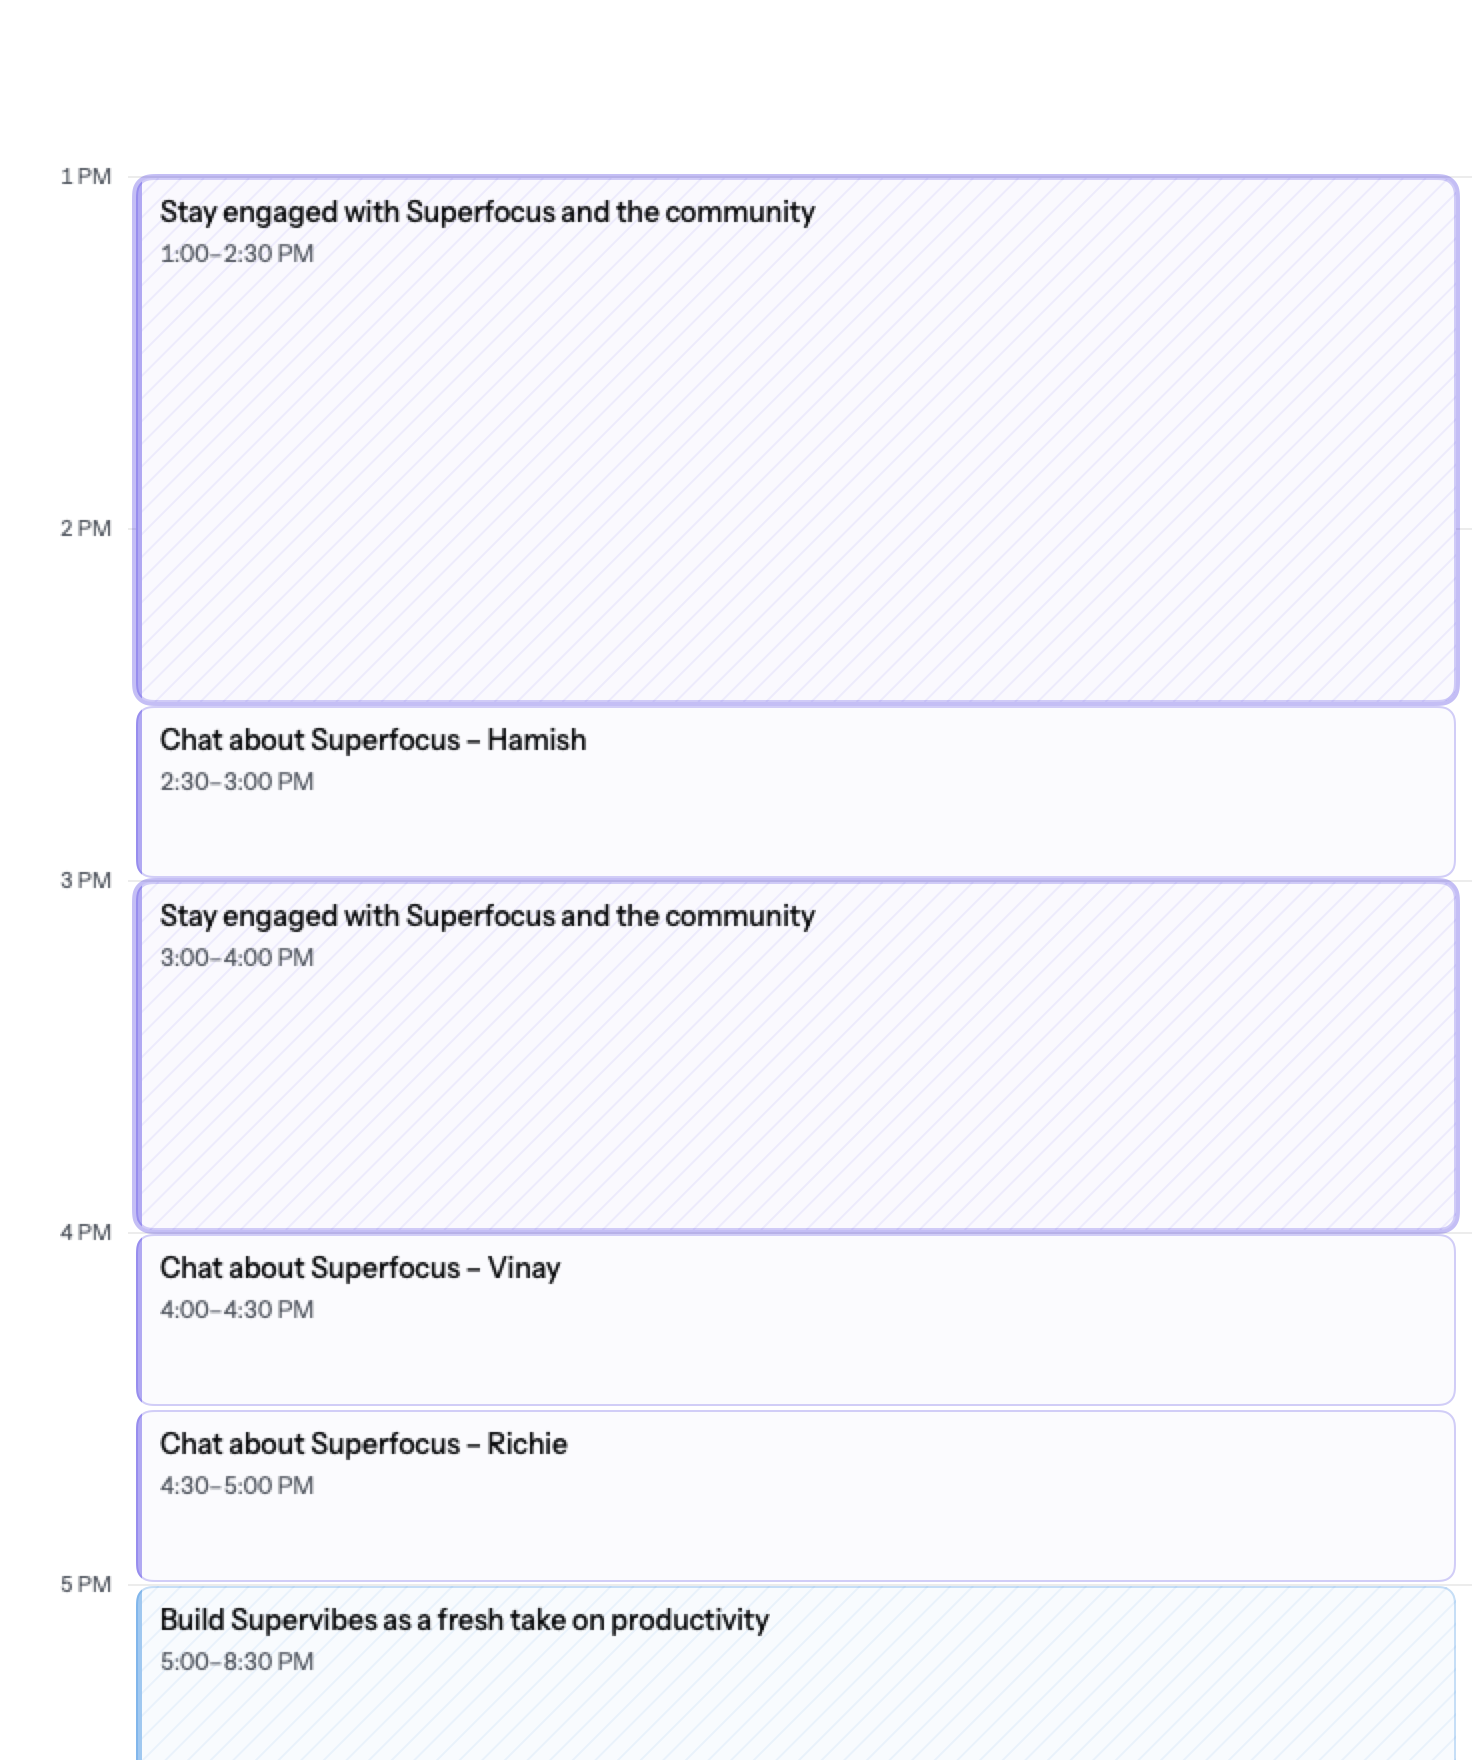 1 PM
Stay engaged with Superfocus and the community
1:00–2:30 PM
2 PM
Chat about Superfocus – Hamish
2:30–3:00 PM
3 PM
Stay engaged with Superfocus and the community
3:00–4:00 PM
4 PM
Chat about Superfocus – Vinay
4:00–4:30 PM
Chat about Superfocus – Richie
4:30–5:00 PM
5 PM
Build Supervibes as a fresh take on productivity
5:00–8:30 PM